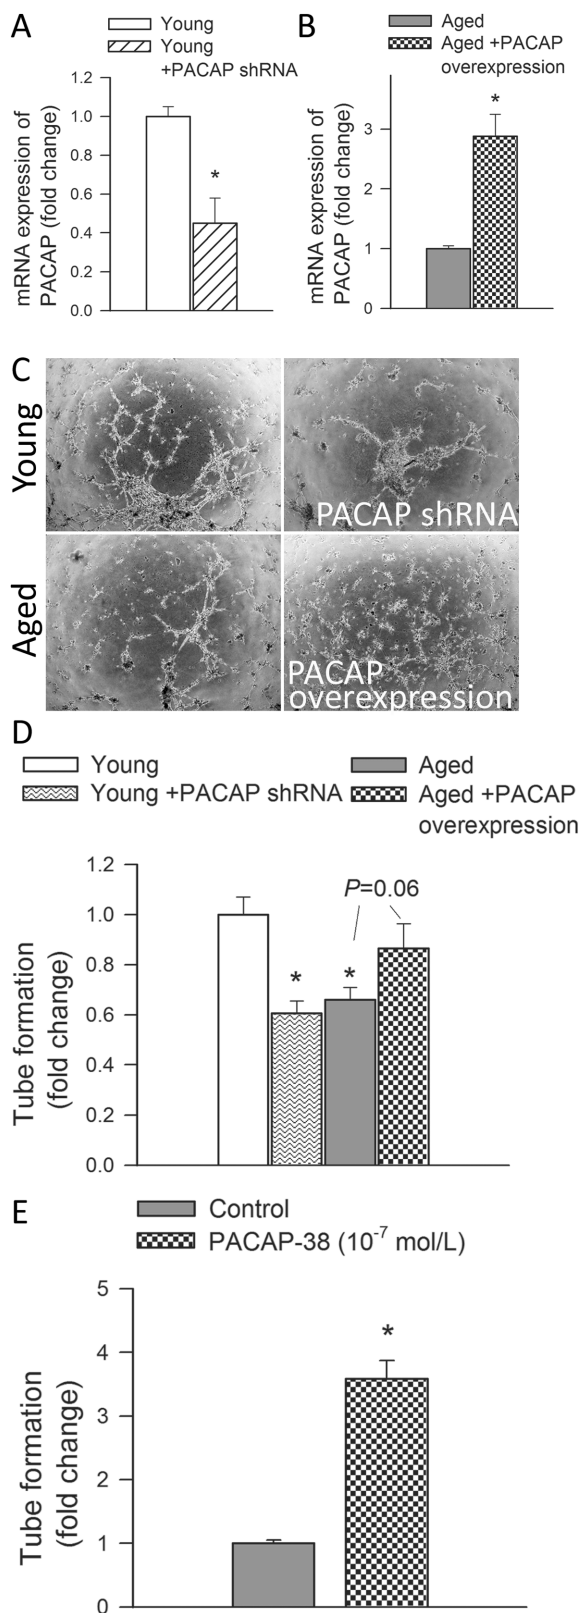 A
Young
Young
+PACAP shRNA
mRNA expression of
PACAP (fold change)
1.2
1.0
0.8
0.6
0.4
0.2
0.0
*
B
Aged
Aged +PACAP
overexpression
mRNA expression of
PACAP (fold change)
3
2
1
0
*
C
Young
PACAP shRNA
Aged
PACAP
overexpression
D
Young
Aged
Young +PACAP shRNA
Aged +PACAP
overexpression
Tube formation
(fold change)
1.2
1.0
0.8
0.6
0.4
0.2
0.0
P=0.06
*
*
E
Control
PACAP-38 (10⁻⁷ mol/L)
Tube formation
(fold change)
5
4
3
2
1
0
*